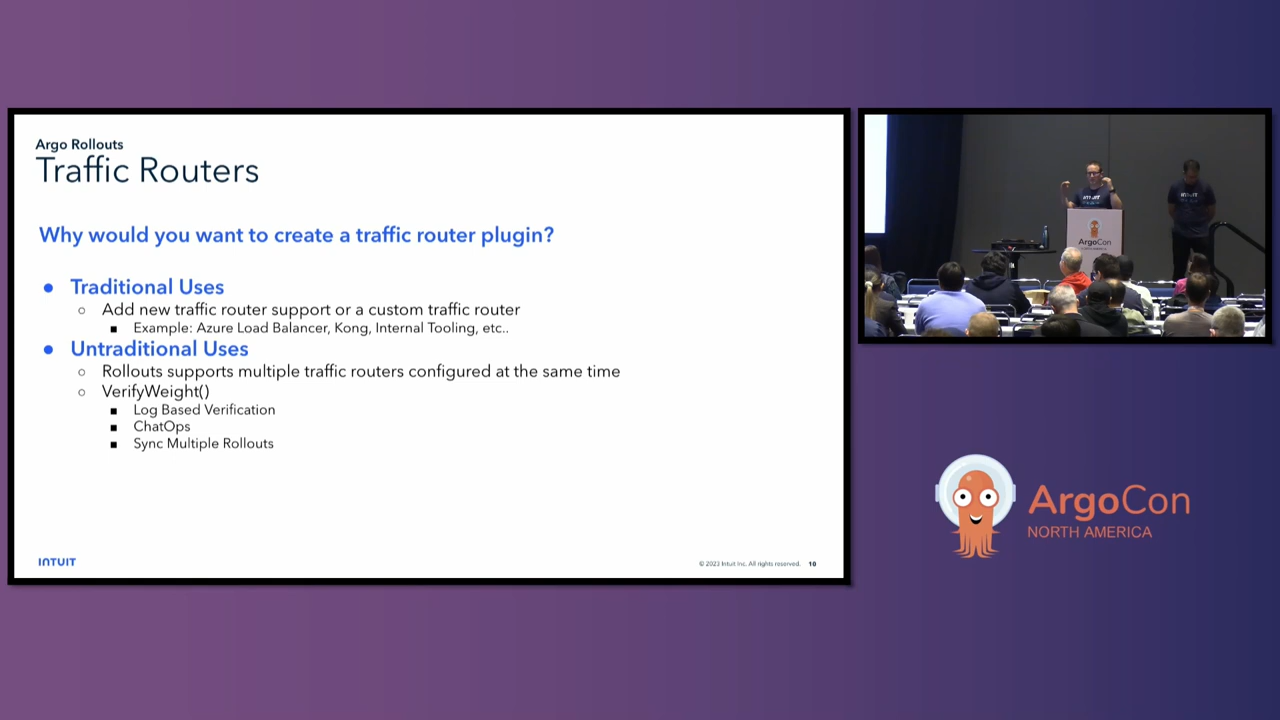 Argo Rollouts
Traffic Routers
Why would you want to create a traffic router plugin?
● Traditional Uses
○ Add new traffic router support or a custom traffic router
■ Example: Azure Load Balancer, Kong, Internal Tooling, etc..
● Untraditional Uses
○ Rollouts supports multiple traffic routers configured at the same time
○ VerifyWeight()
■ Log Based Verification
■ ChatOps
■ Sync Multiple Rollouts
INTUIT
© 2023 Intuit Inc. All rights reserved. 10
INTUIT
INTUIT
ArgoCon
ArgoCon
NORTH AMERICA